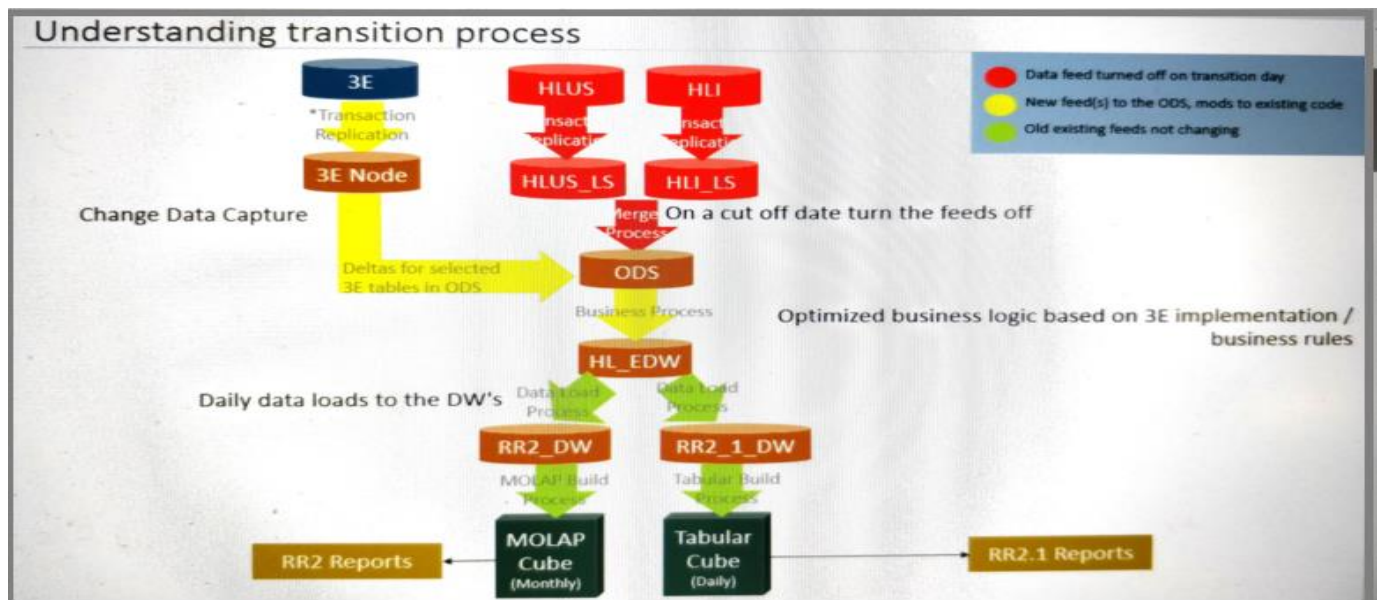 Understanding transition process
Data feed turned off on transition day
New feed(s) to the ODS, mods to existing code
Old existing feeds not changing
3E
HLUS
HLI
*Transaction
Replication
ransact
eplicatio
ransact
eplicatio
3E Node
HLUS_LS
HLI_LS
Change Data Capture
Merge
Process
On a cut off date turn the feeds off
Deltas for selected
3E tables in ODS
ODS
Business Process
Optimized business logic based on 3E implementation /
business rules
HL_EDW
Daily data loads to the DW's
Data Load
Process
Data Load
Process
RR2_DW
RR2_1_DW
MOLAP Build
Process
Tabular Build
Process
MOLAP
Cube
(Monthly)
Tabular
Cube
(Daily)
RR2 Reports
RR2.1 Reports